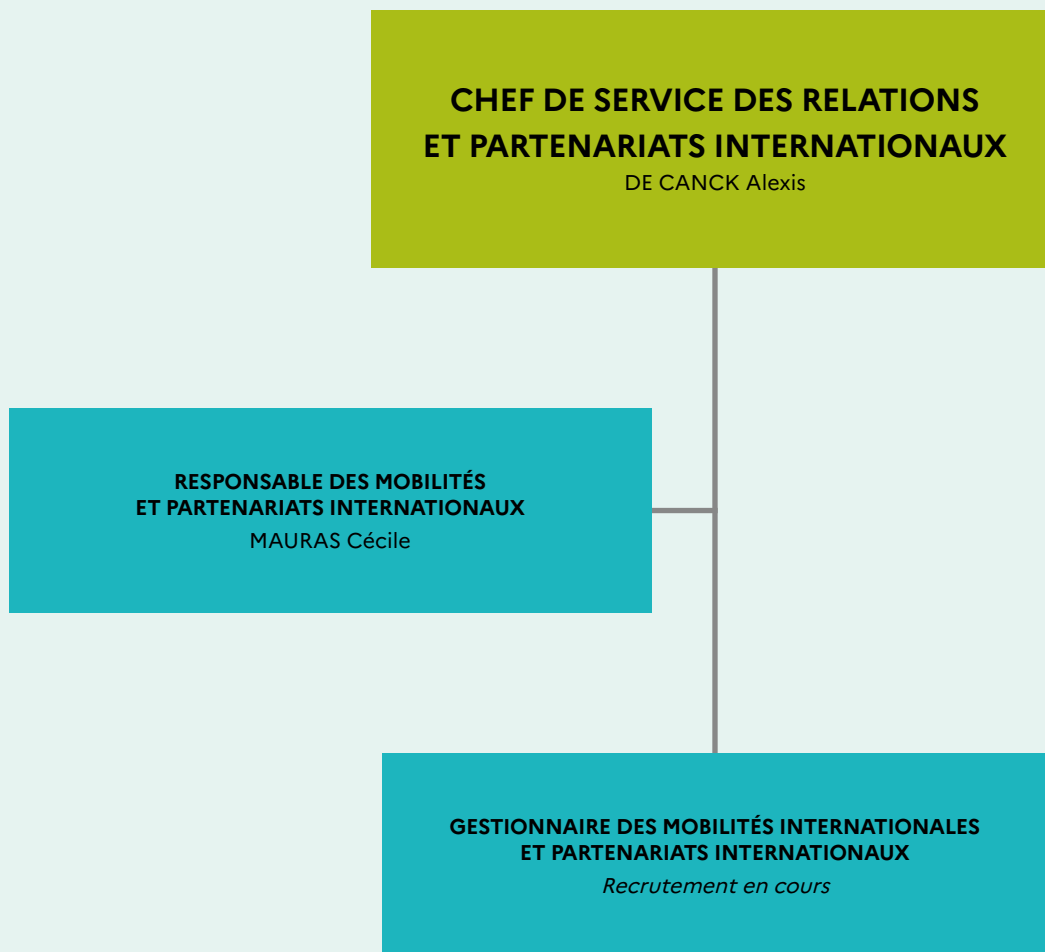 CHEF DE SERVICE DES RELATIONS
ET PARTENARIATS INTERNATIONAUX
DE CANCK Alexis
RESPONSABLE DES MOBILITÉS
ET PARTENARIATS INTERNATIONAUX
MAURAS Cécile
GESTIONNAIRE DES MOBILITÉS INTERNATIONALES
ET PARTENARIATS INTERNATIONAUX
Recrutement en cours